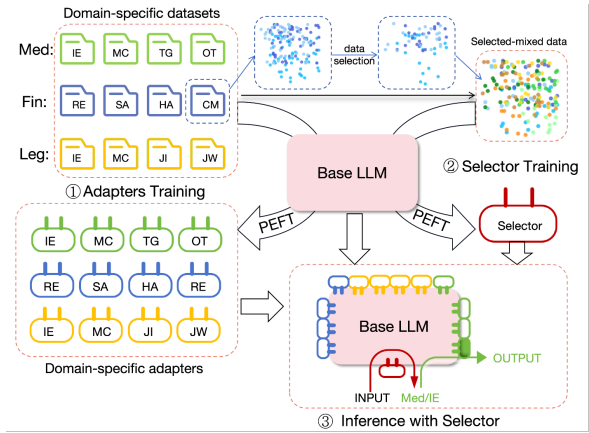 Domain-specific datasets
Med: IE MC TG OT
data
selection
Selected-mixed data
Fin: RE SA HA CM
Leg: IE MC JI JW
① Adapters Training
Base LLM
② Selector Training
PEFT
PEFT
Selector
IE MC TG OT
RE SA HA RE
IE MC JI JW
Domain-specific adapters
Base LLM
OUTPUT
INPUT Med/IE
③ Inference with Selector